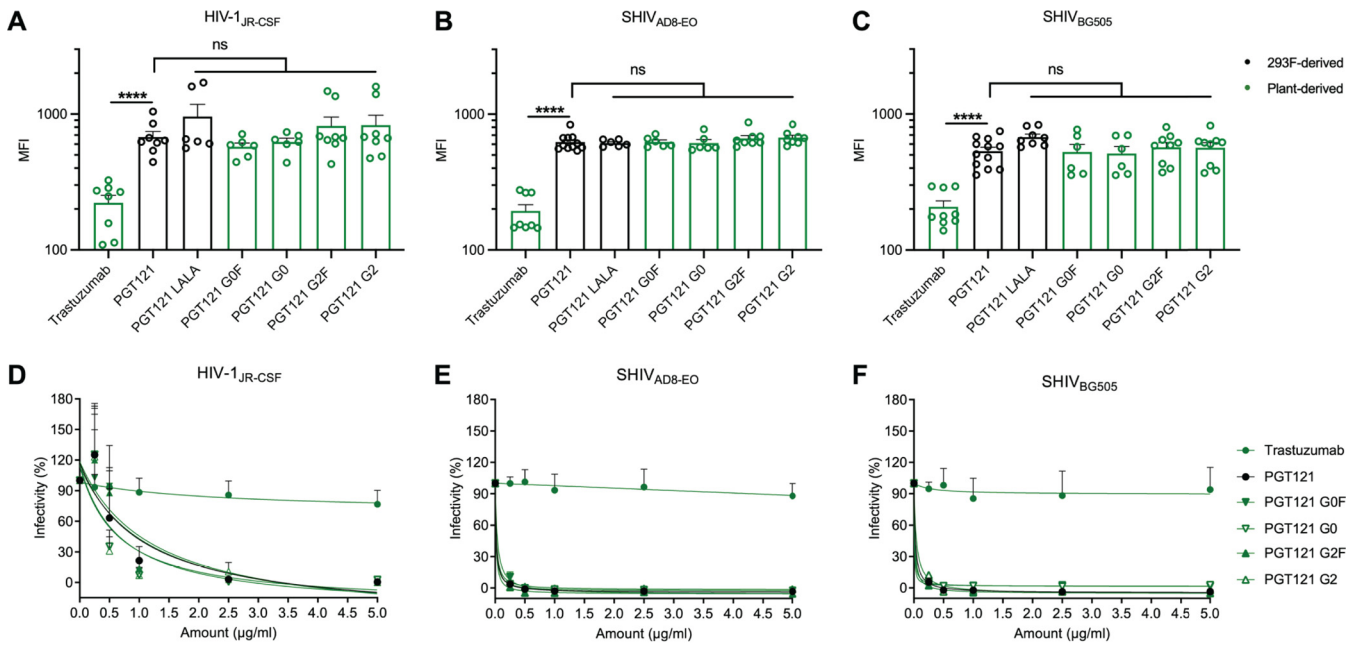 A
HIV-1JR-CSF
ns
****
1000
100
MFI
Trastuzumab
PGT121
PGT121 LALA
PGT121 G0F
PGT121 G0
PGT121 G2F
PGT121 G2
B
SHIVAD8-EO
ns
****
1000
100
MFI
Trastuzumab
PGT121
PGT121 LALA
PGT121 G0F
PGT121 G0
PGT121 G2F
PGT121 G2
C
SHIVBG505
ns
****
1000
100
MFI
Trastuzumab
PGT121
PGT121 LALA
PGT121 G0F
PGT121 G0
PGT121 G2F
PGT121 G2
293F-derived
Plant-derived
D
HIV-1JR-CSF
180
150
120
90
60
30
0
Infectivity (%)
0.0 0.5 1.0 1.5 2.0 2.5 3.0 3.5 4.0 4.5 5.0
Amount (μg/ml)
E
SHIVAD8-EO
180
150
120
90
60
30
0
Infectivity (%)
0.0 0.5 1.0 1.5 2.0 2.5 3.0 3.5 4.0 4.5 5.0
Amount (μg/ml)
F
SHIVBG505
180
150
120
90
60
30
0
Infectivity (%)
0.0 0.5 1.0 1.5 2.0 2.5 3.0 3.5 4.0 4.5 5.0
Amount (μg/ml)
Trastuzumab
PGT121
PGT121 G0F
PGT121 G0
PGT121 G2F
PGT121 G2